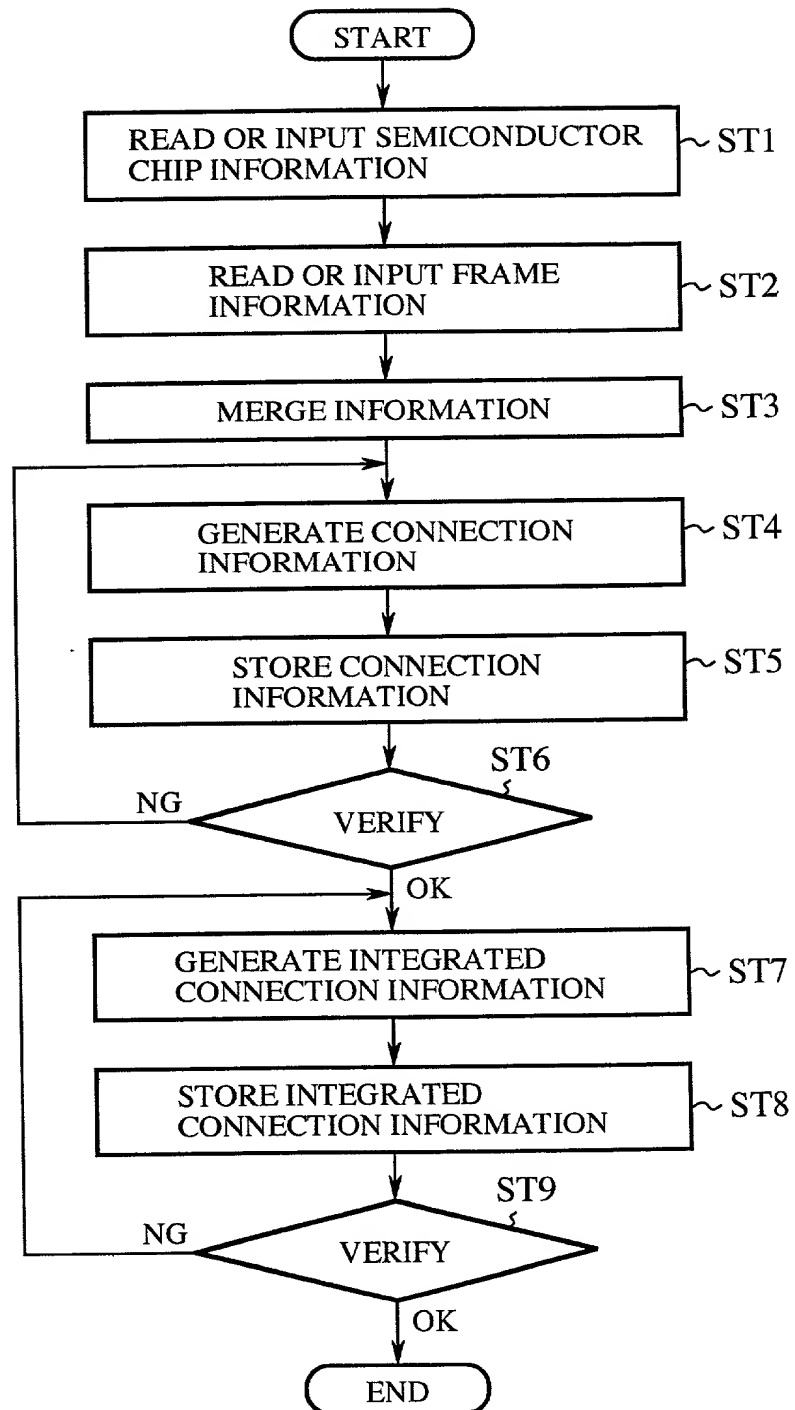 START
READ OR INPUT SEMICONDUCTOR
CHIP INFORMATION
ST1
READ OR INPUT FRAME
INFORMATION
ST2
MERGE INFORMATION
ST3
GENERATE CONNECTION
INFORMATION
ST4
STORE CONNECTION
INFORMATION
ST5
ST6
NG
VERIFY
OK
GENERATE INTEGRATED
CONNECTION INFORMATION
ST7
STORE INTEGRATED
CONNECTION INFORMATION
ST8
ST9
NG
VERIFY
OK
END